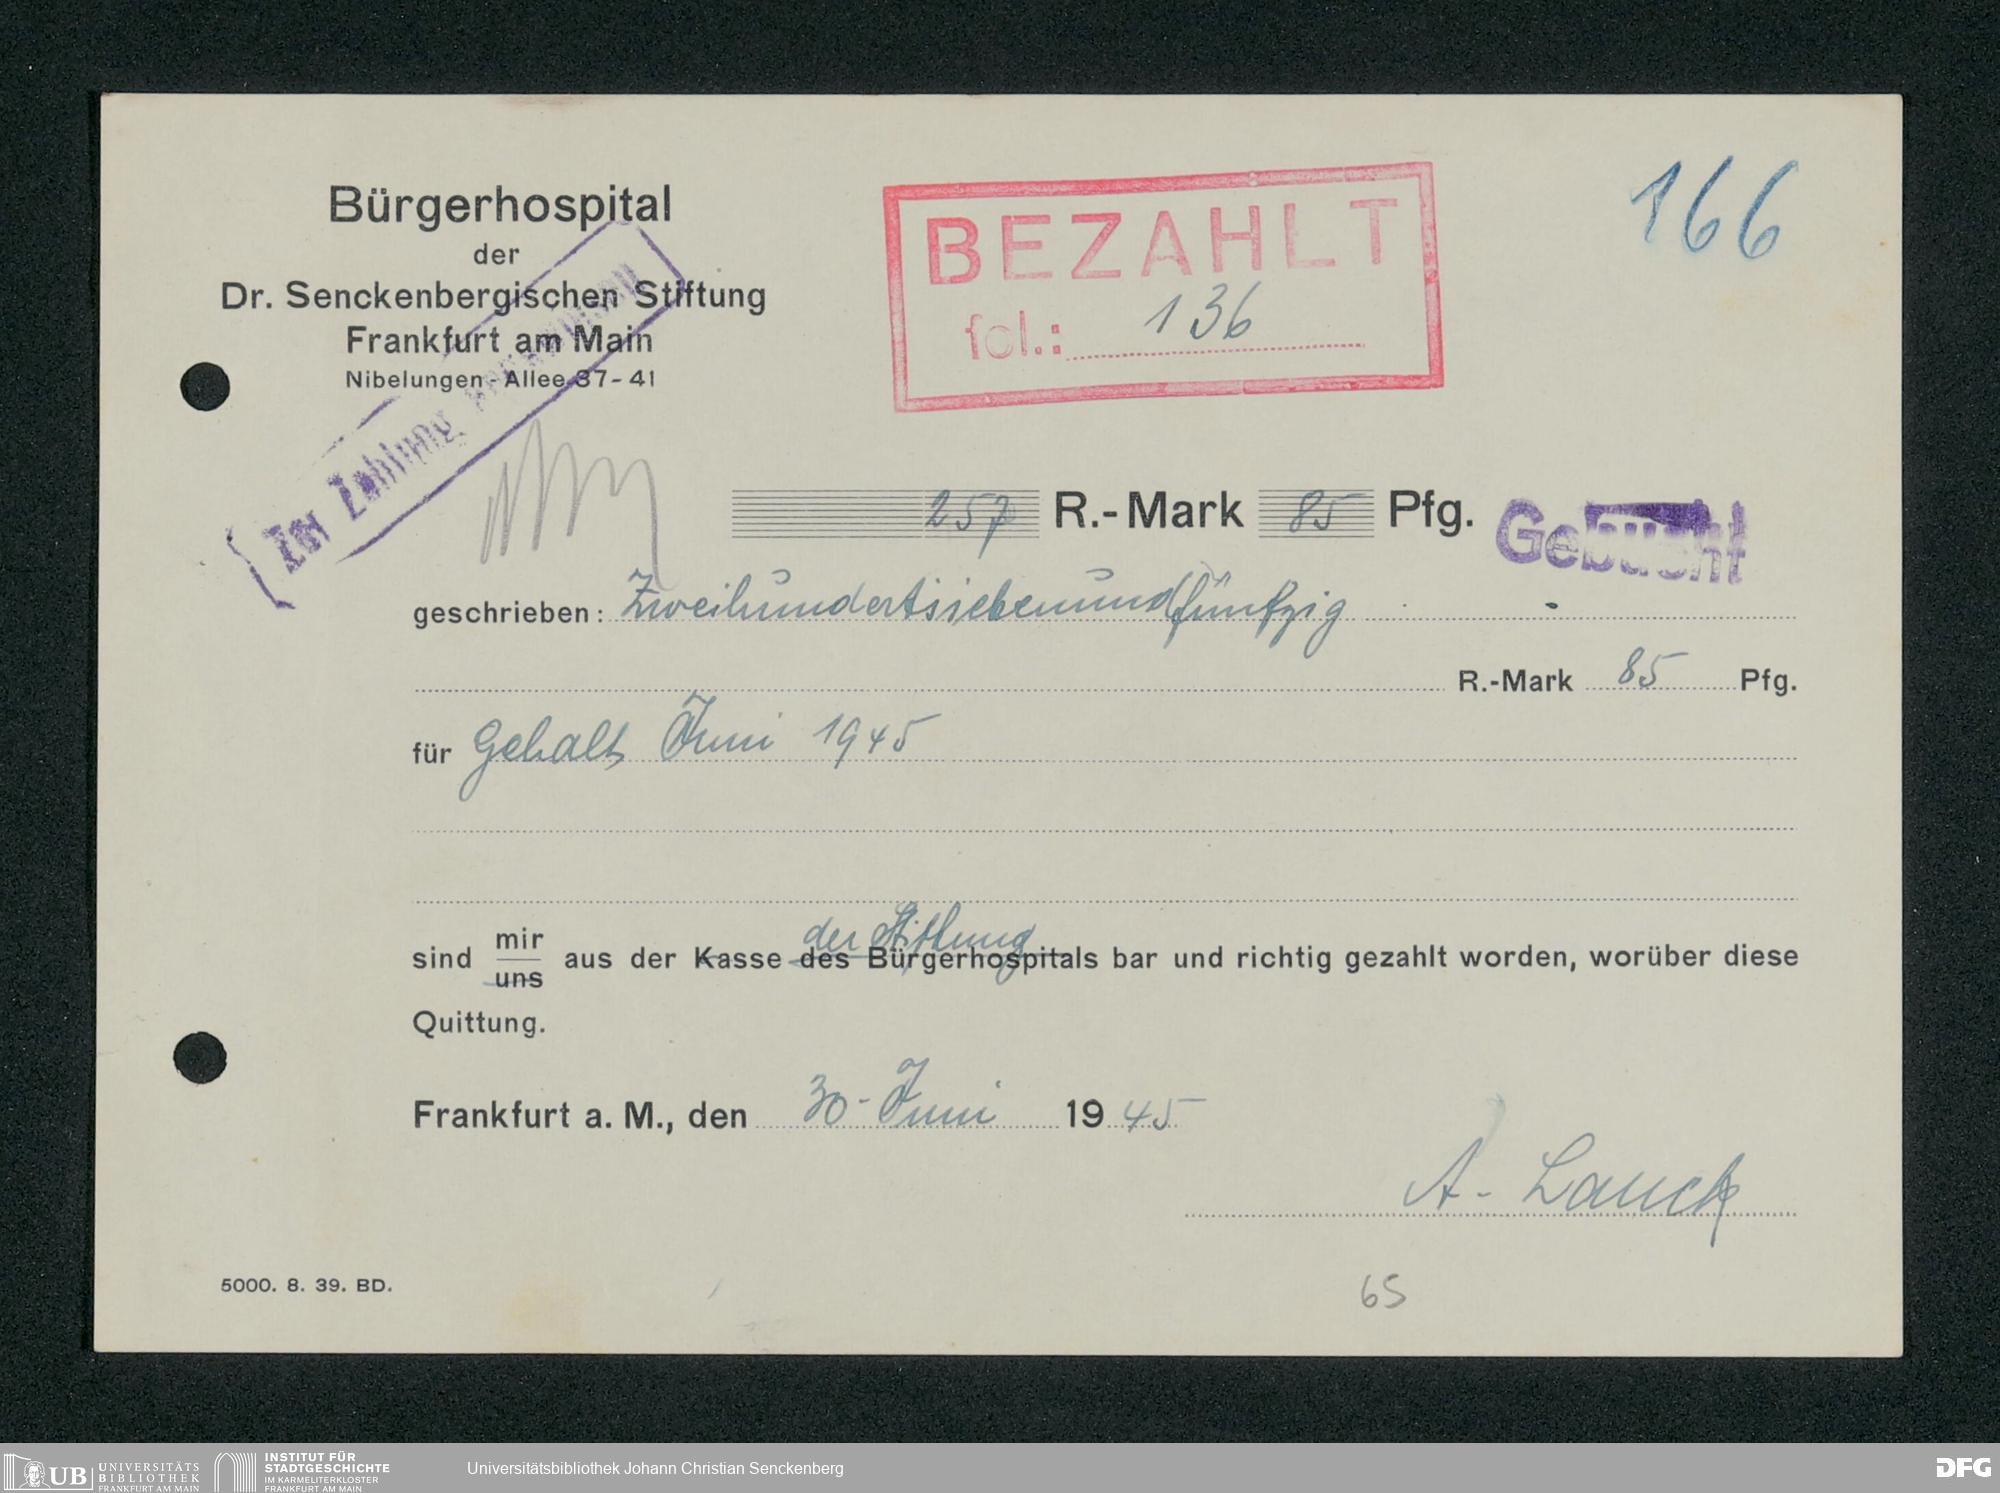 166
Bürgerhospital
der
Dr. Senckenbergischen Stiftung
Frankfurt am Main
Nibelungen-Allee 37-41
BEZAHLT
fol.: 136
Zur Zahlung angewiesen
257 R.-Mark 85 Pfg.
Gebucht
geschrieben: Zweihundertsiebenundfünfzig
R.-Mark 85 Pfg.
für Gehalt Juni 1945
der Stiftung
sind mir uns aus der Kasse des Bürgerhospitals bar und richtig gezahlt worden, worüber diese
Quittung.
Frankfurt a. M., den 30. Juni 1945
A. Lauck
5000. 8. 39. BD.
65
UB UNIVERSITÄTS
BIBLIOTHEK
FRANKFURT AM MAIN
INSTITUT FÜR
STADTGESCHICHTE
IM KARMELITERKLOSTER
FRANKFURT AM MAIN
Universitätsbibliothek Johann Christian Senckenberg
DFG